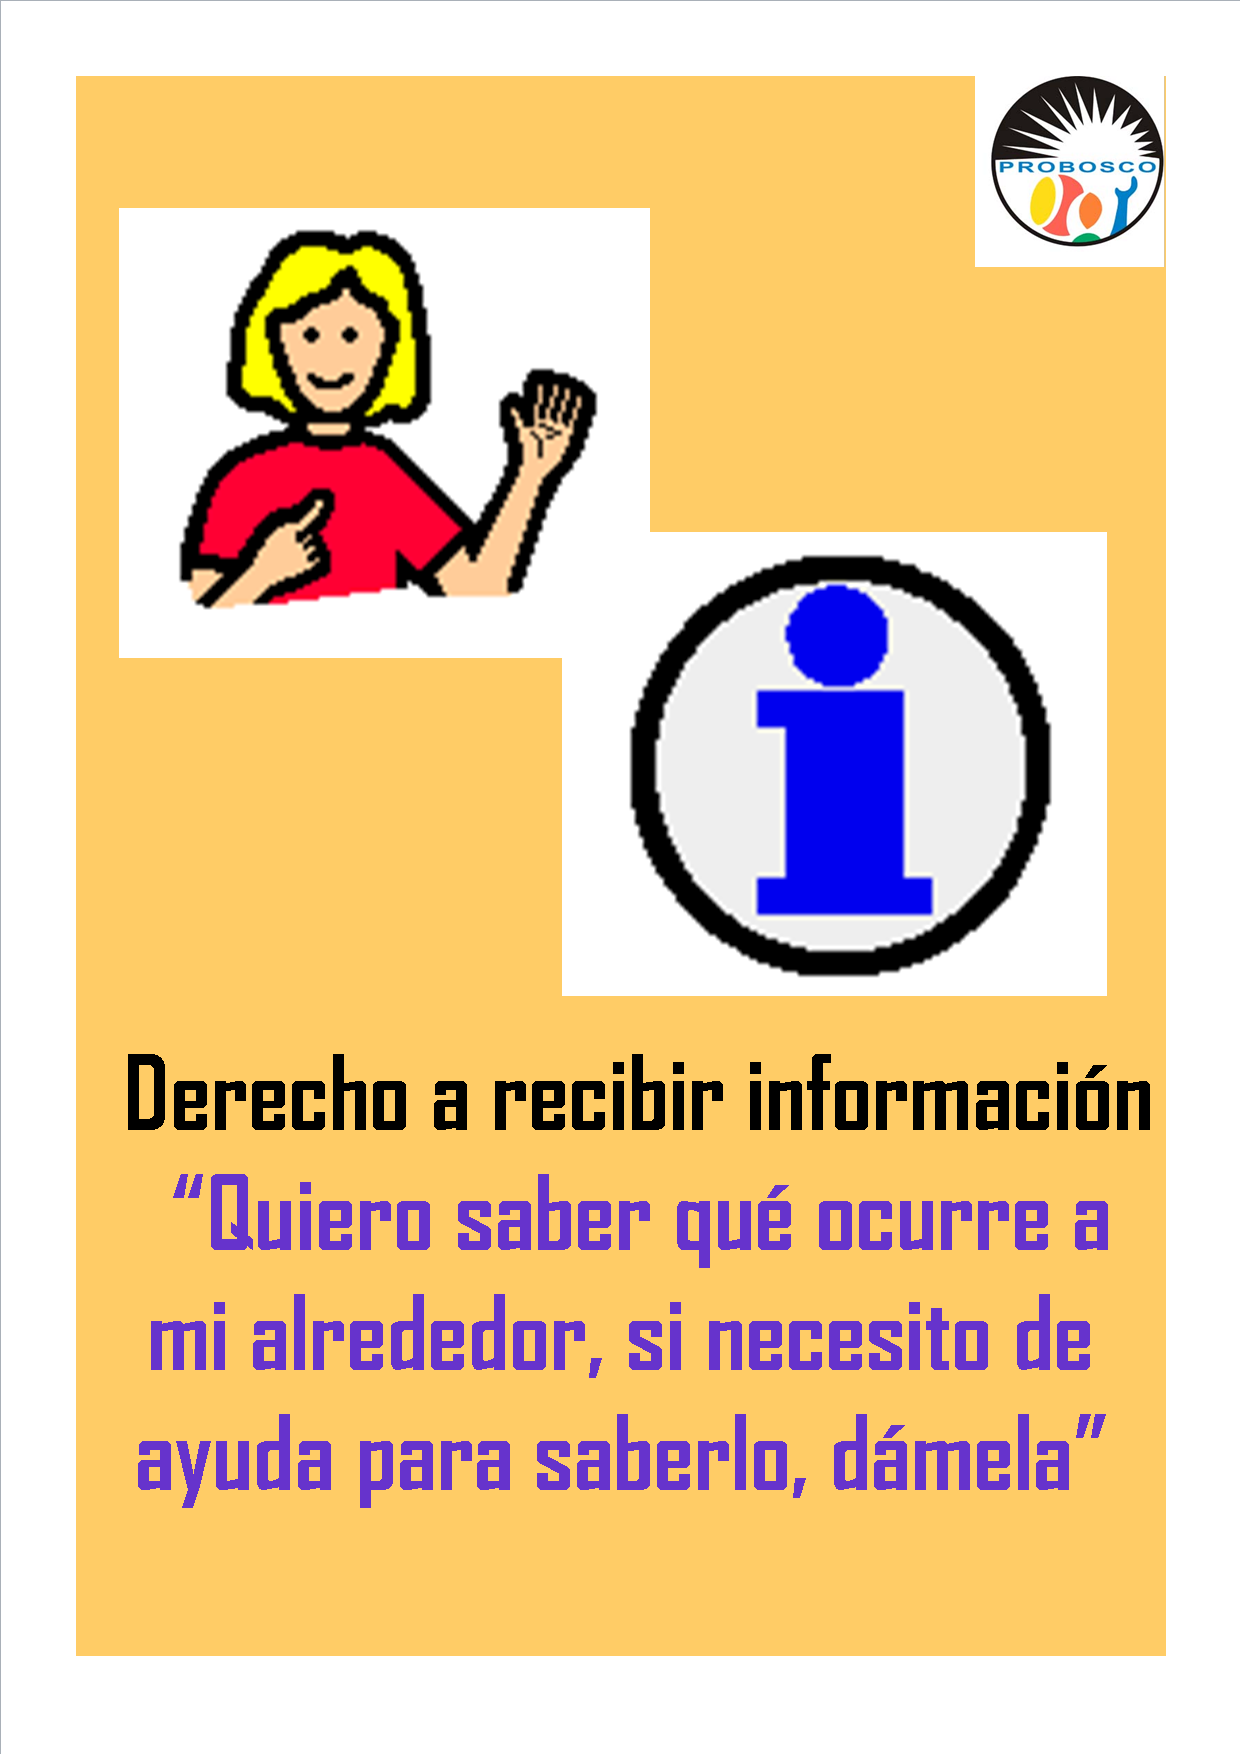 PROBOSCO
Derecho a recibir información
“Quiero saber qué ocurre a
mi alrededor, si necesito de
ayuda para saberlo, dámela”